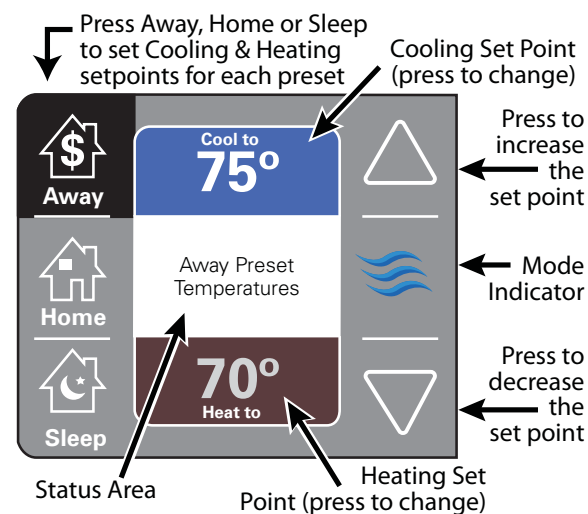 Press Away, Home or Sleep
to set Cooling & Heating
setpoints for each preset
Cooling Set Point
(press to change)
Press to
increase
the
set point
$
Away
Cool to
75º
Away Preset
Temperatures
Mode
Indicator
Home
70º
Heat to
Press to
decrease
the
set point
Sleep
Status Area
Heating Set
Point (press to change)